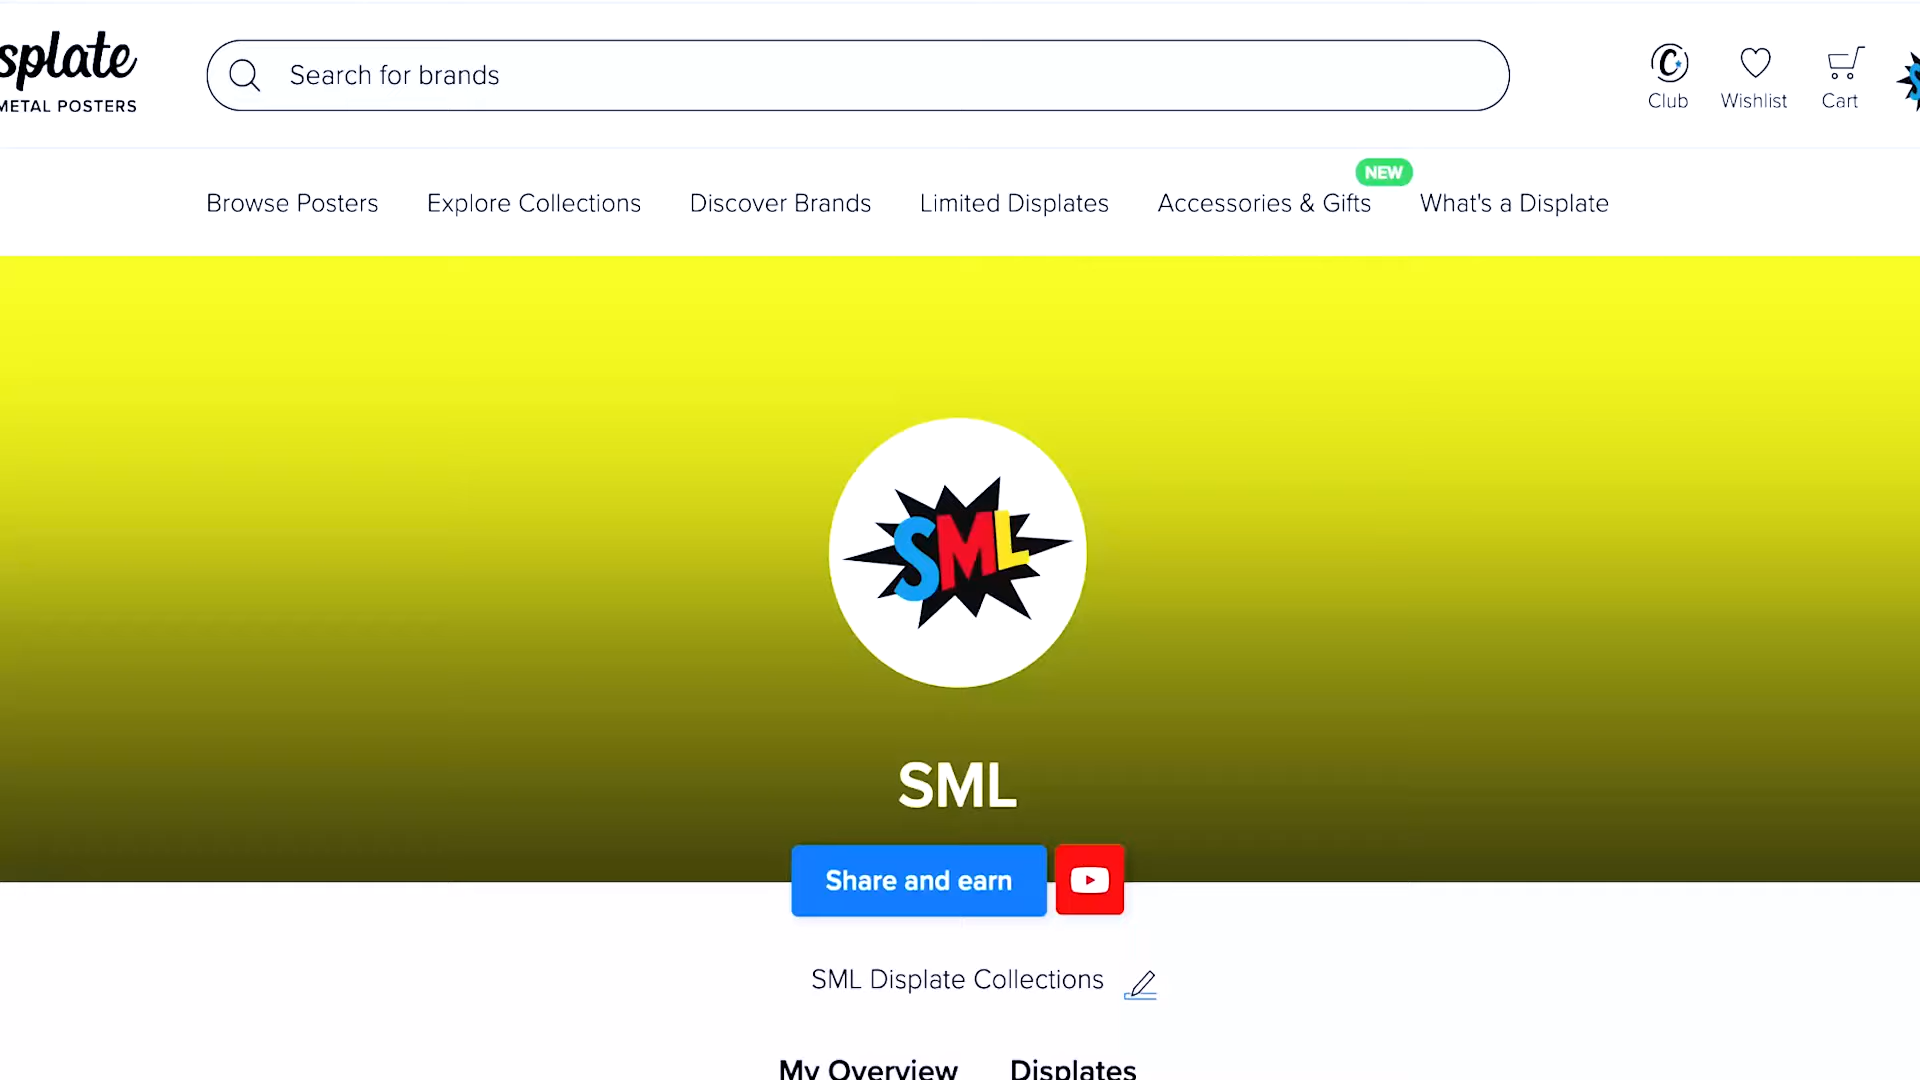 splate
METAL POSTERS
Search for brands
Club
Wishlist
Cart
NEW
Browse Posters
Explore Collections
Discover Brands
Limited Displates
Accessories & Gifts
What's a Displate
SML
SML
Share and earn
SML Displate Collections
My Overview
Displates